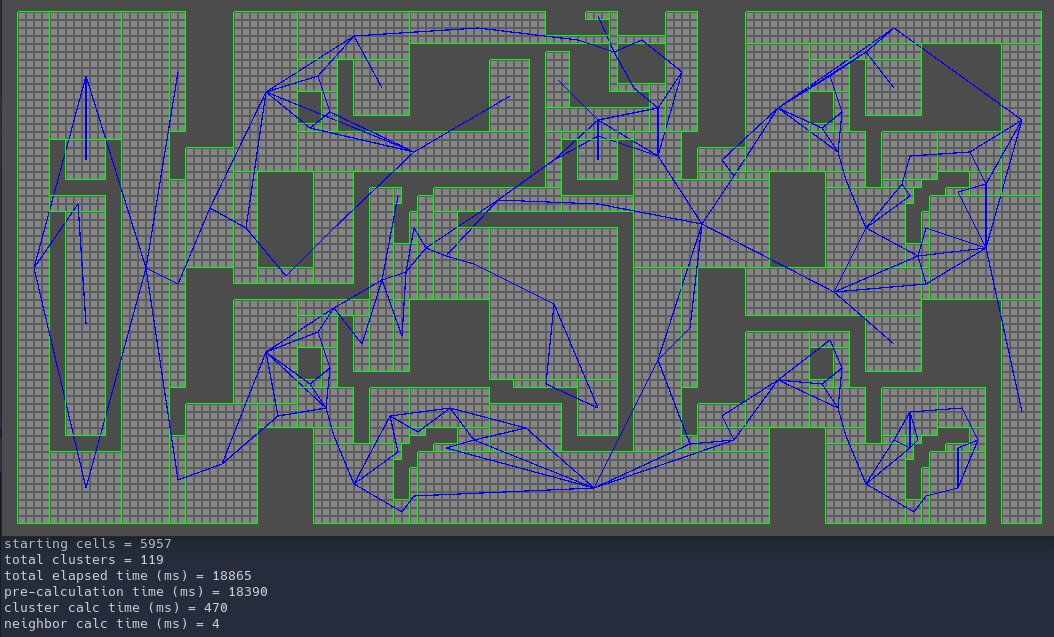 starting cells = 5957
total clusters = 119
total elapsed time (ms) = 18865
pre-calculation time (ms) = 18390
cluster calc time (ms) = 470
neighbor calc time (ms) = 4